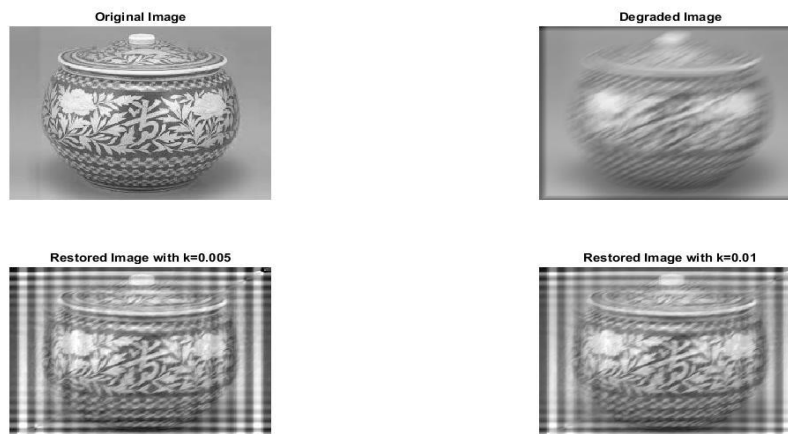 Original Image
Degraded Image
Restored Image with k=0.005
Restored Image with k=0.01